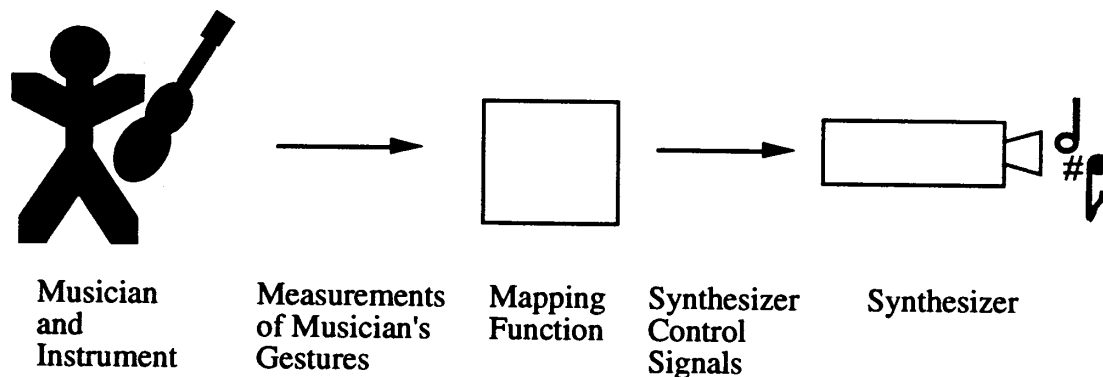 Musician
and
Instrument
Measurements
of Musician's
Gestures
Mapping
Function
Synthesizer
Control
Signals
Synthesizer
#